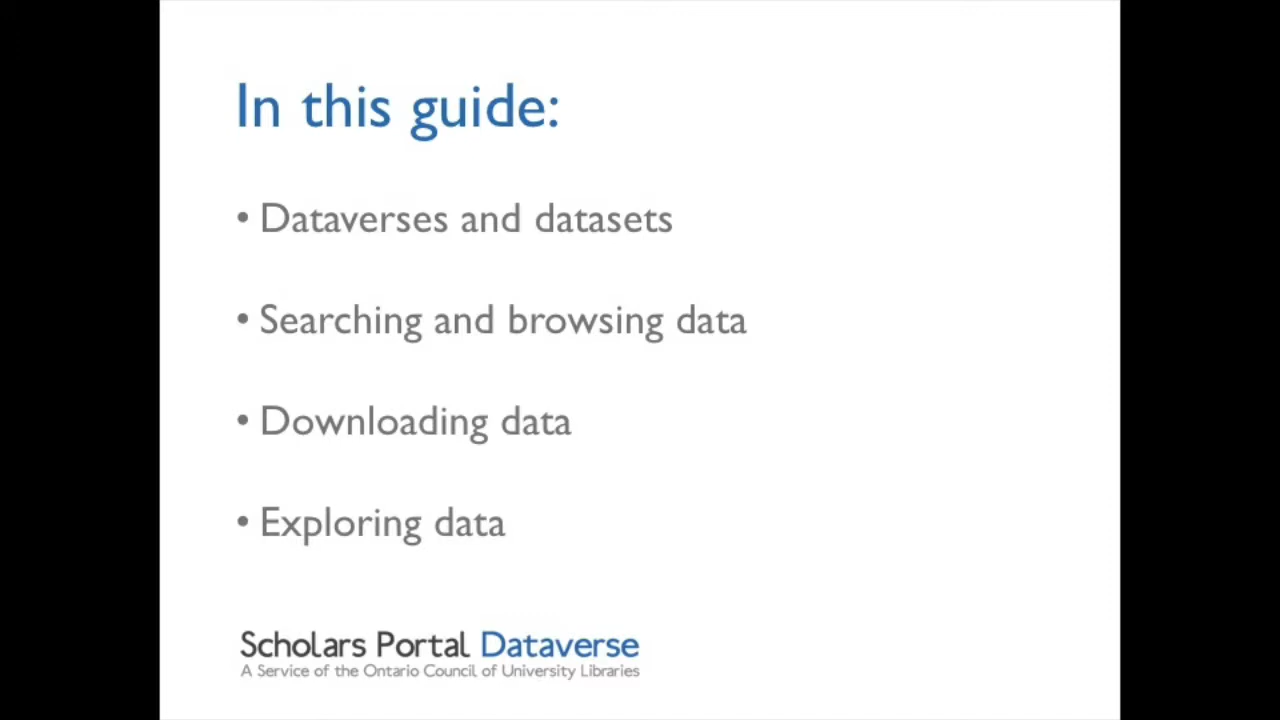 In this guide:
• Dataverses and datasets
• Searching and browsing data
• Downloading data
• Exploring data
Scholars Portal Dataverse
A Service of the Ontario Council of University Libraries